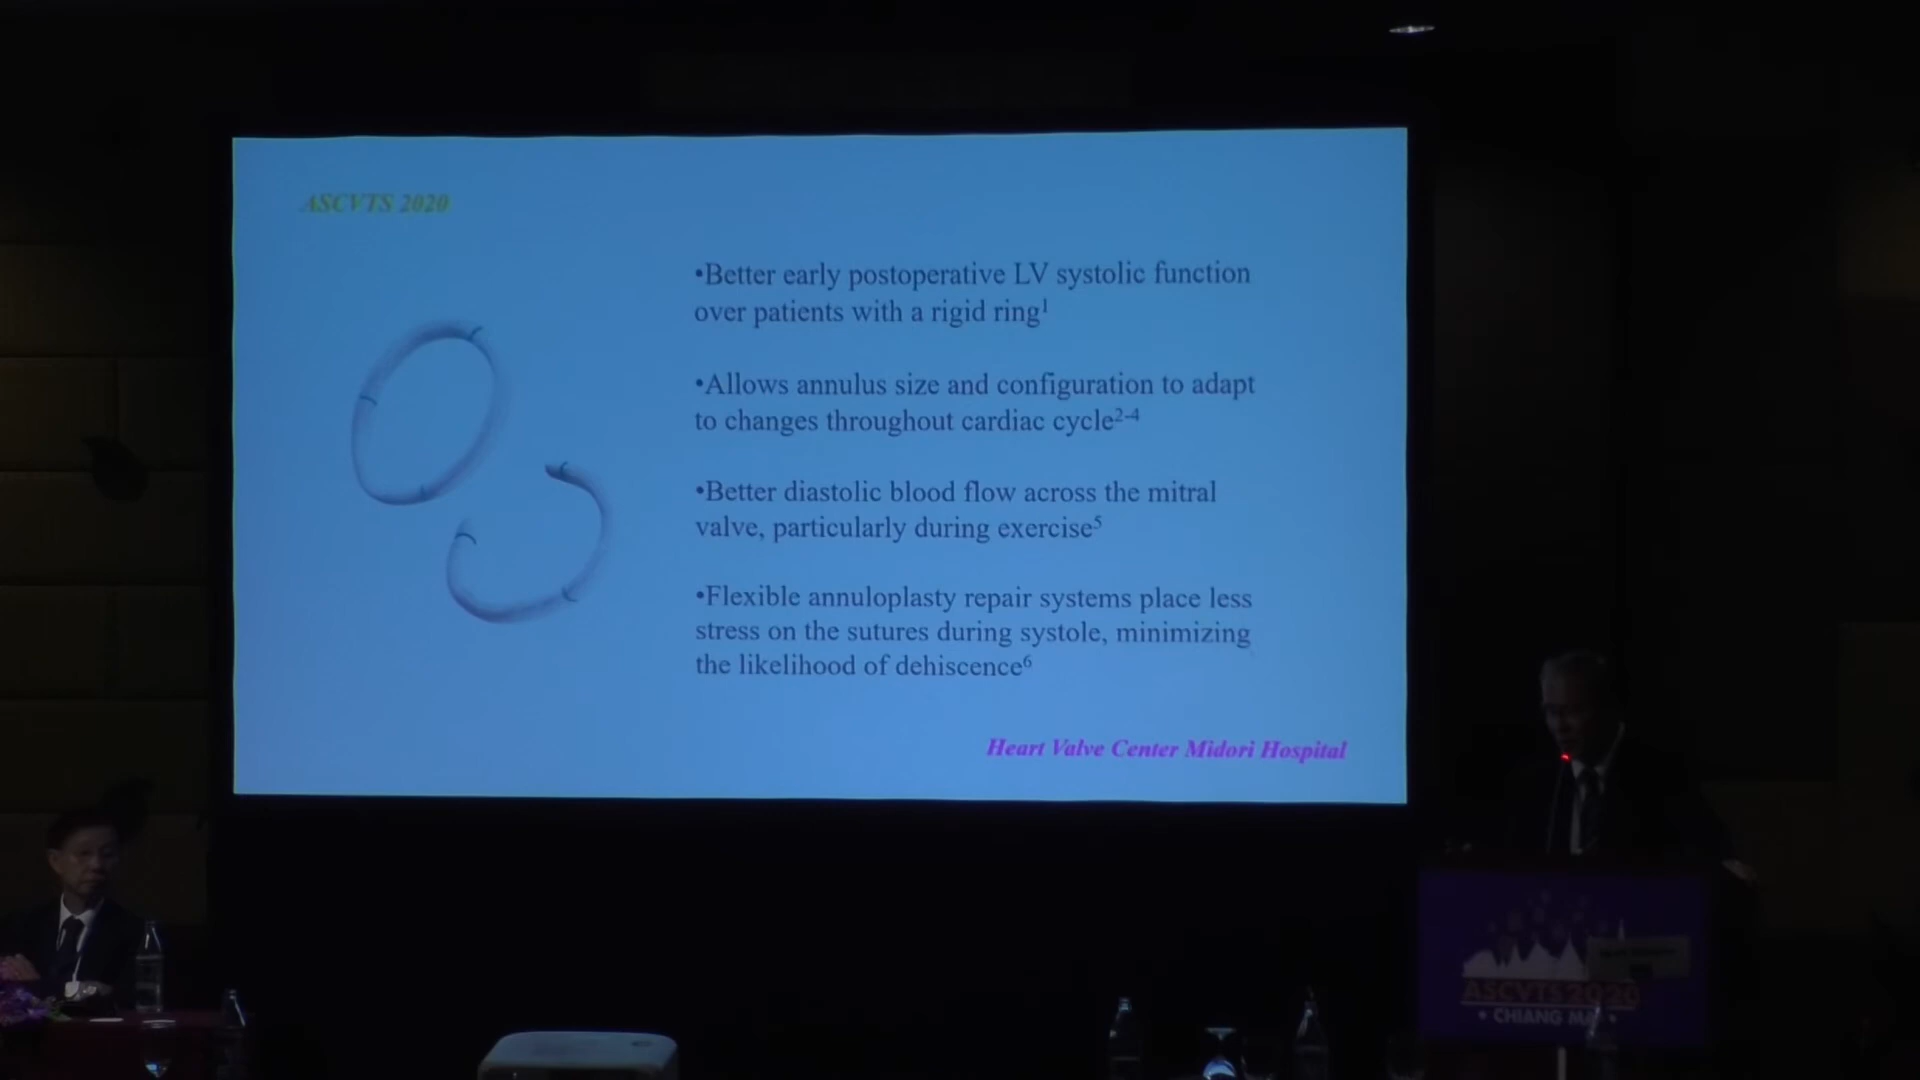 ASCVTS 2020
•Better early postoperative LV systolic function
over patients with a rigid ring¹
•Allows annulus size and configuration to adapt
to changes throughout cardiac cycle²⁻⁴
•Better diastolic blood flow across the mitral
valve, particularly during exercise⁵
•Flexible annuloplasty repair systems place less
stress on the sutures during systole, minimizing
the likelihood of dehiscence⁶
Heart Valve Center Midori Hospital
ASCVTS 2020
• CHIANG MAI •